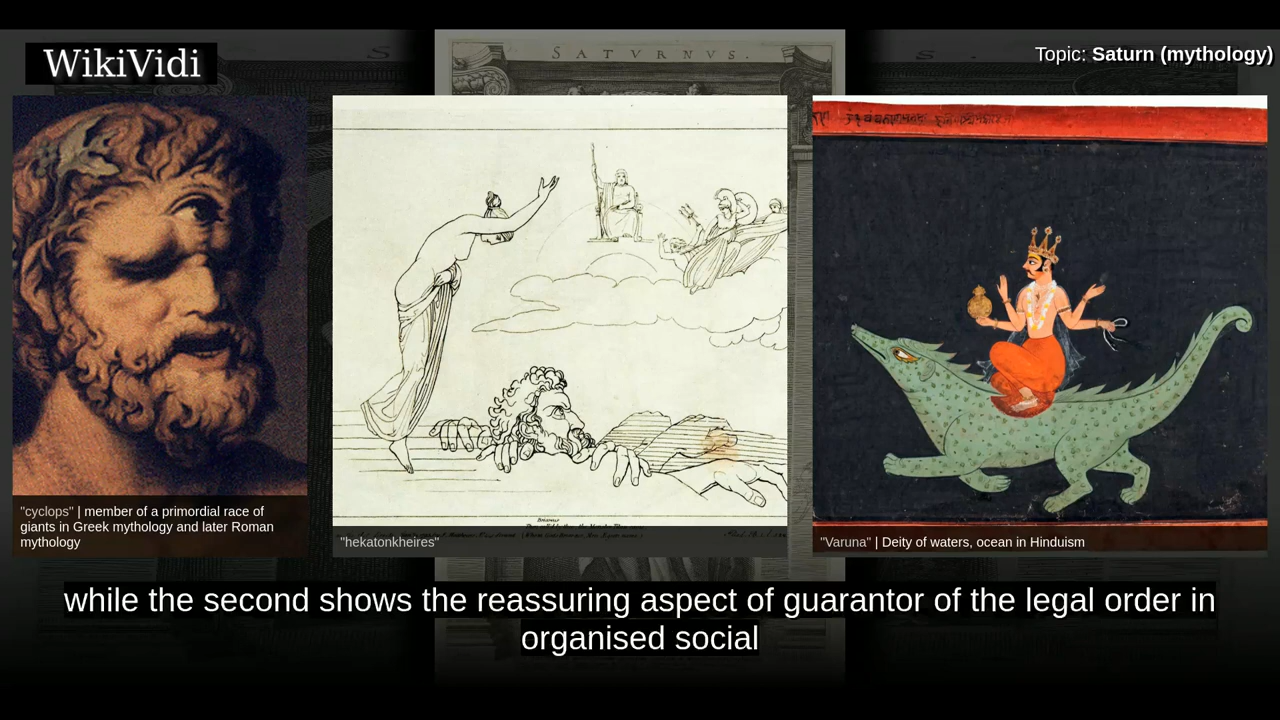 SATVRNVS.
WikiVidi
Topic: Saturn (mythology)
"cyclops" | member of a primordial race of
giants in Greek mythology and later Roman
mythology
"hekatonkheires"
"Varuna" | Deity of waters, ocean in Hinduism
while the second shows the reassuring aspect of guarantor of the legal order in
organised social